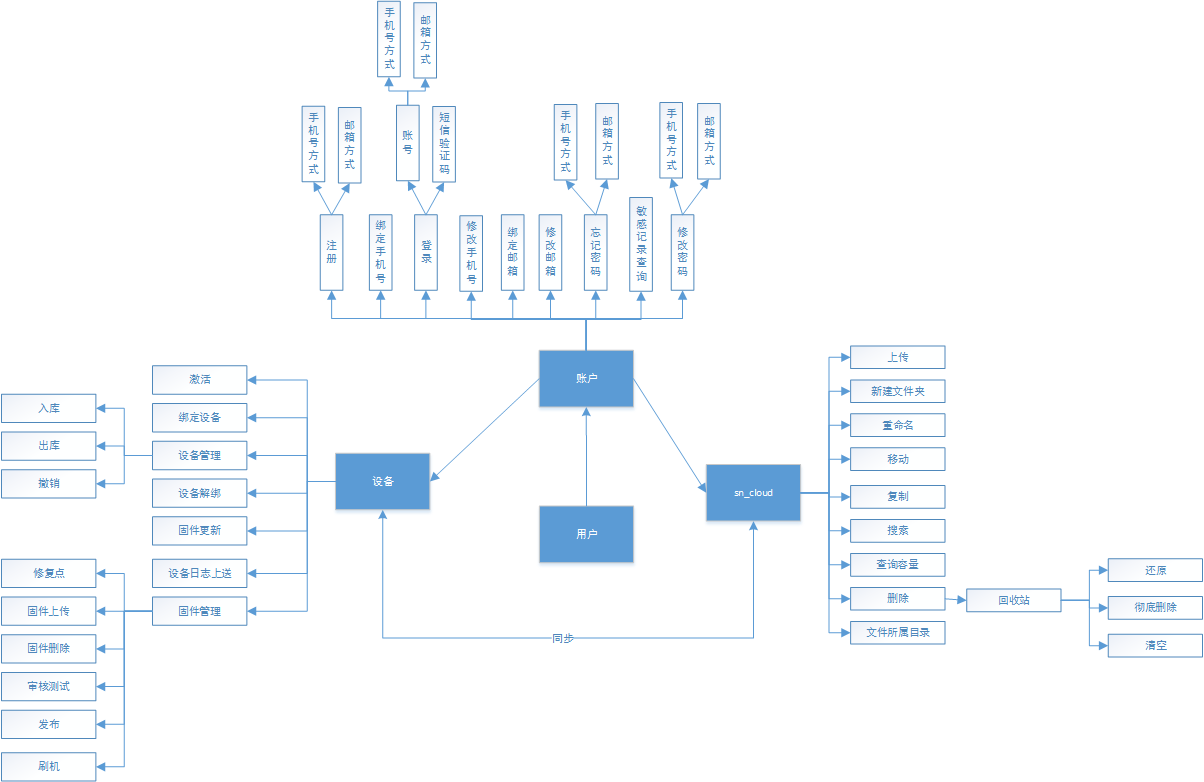 手机号方式
邮箱方式
手机号方式
邮箱方式
账号
短信验证码
手机号方式
邮箱方式
手机号方式
邮箱方式
注册
绑定手机号
登录
修改手机号
绑定邮箱
修改邮箱
忘记密码
敏感记录查询
修改密码
账户
设备
sn_cloud
用户
同步
激活
绑定设备
设备管理
设备解绑
固件更新
设备日志上送
固件管理
入库
出库
撤销
修复点
固件上传
固件删除
审核测试
发布
刷机
上传
新建文件夹
重命名
移动
复制
搜索
查询容量
删除
文件所属目录
回收站
还原
彻底删除
清空